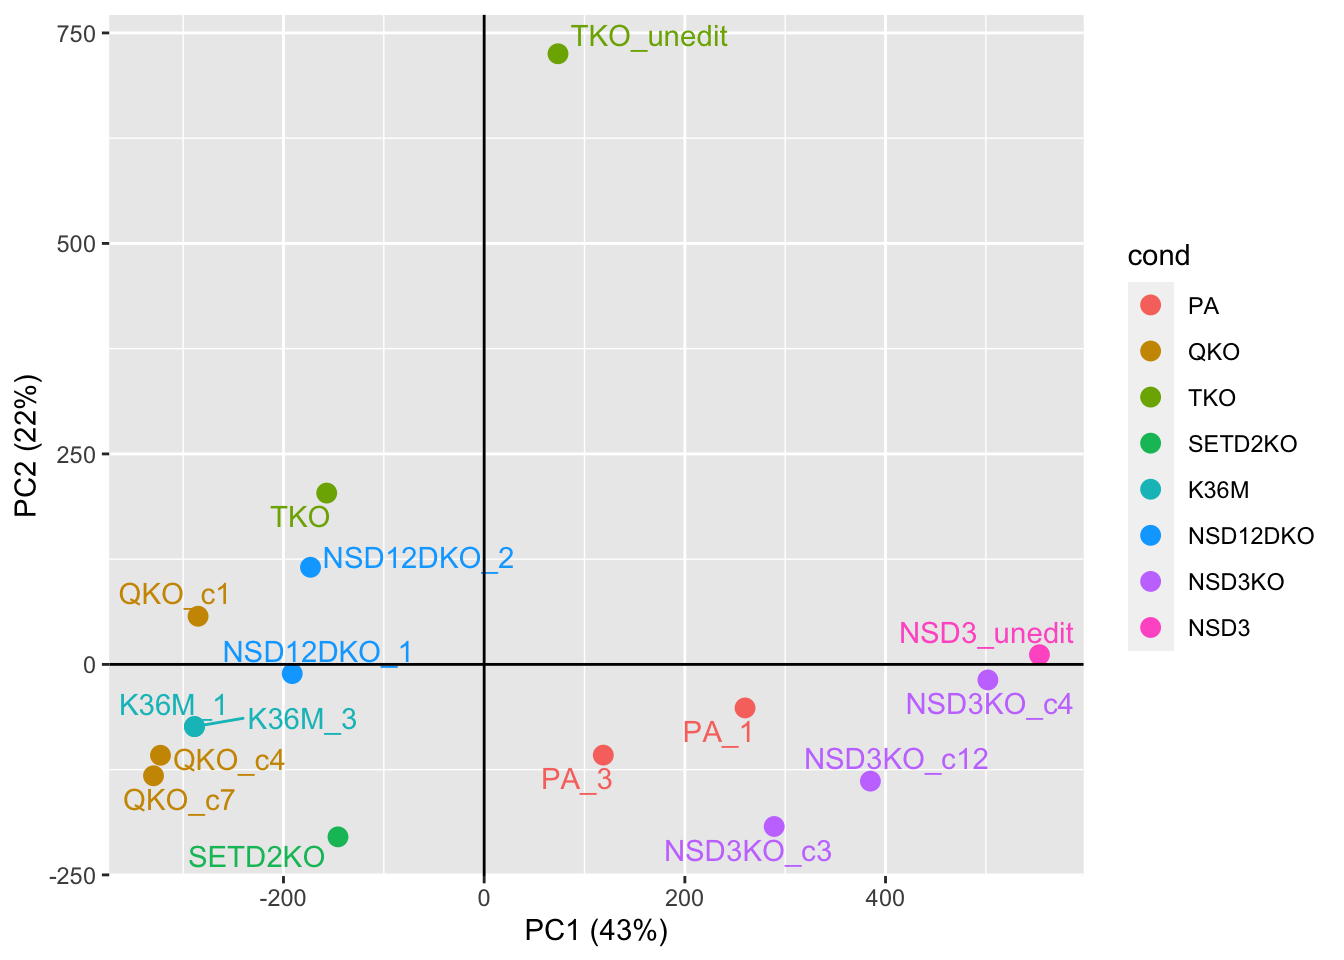 750
500
250
0
-250
PC2 (22%)
TKO_unedit
TKO
NSD12DKO_2
QKO_c1
NSD12DKO_1
NSD3_unedit
K36M_1
K36M_3
NSD3KO_c4
PA_1
QKO_c4
NSD3KO_c12
PA_3
QKO_c7
NSD3KO_c3
SETD2KO
-200
0
200
400
PC1 (43%)
cond
PA
QKO
TKO
SETD2KO
K36M
NSD12DKO
NSD3KO
NSD3